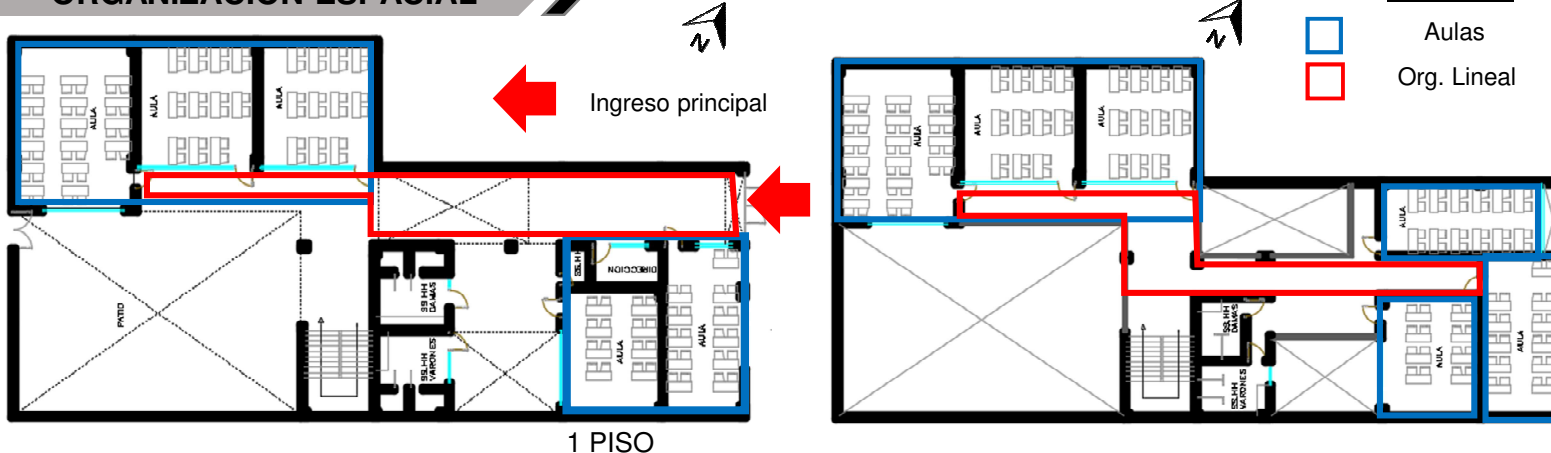 ORGANIZACIÓN ESPACIAL
N
N
Aulas
Org. Lineal
Ingreso principal
AULA
AULA
AULA
PATIO
SS.HH DAMAS
SS.HH VARONES
SS.HH
DIRECCION
AULA
AULA
1 PISO
AULA
AULA
AULA
AULA
SS.HH DAMAS
SS.HH VARONES
AULA
AULA